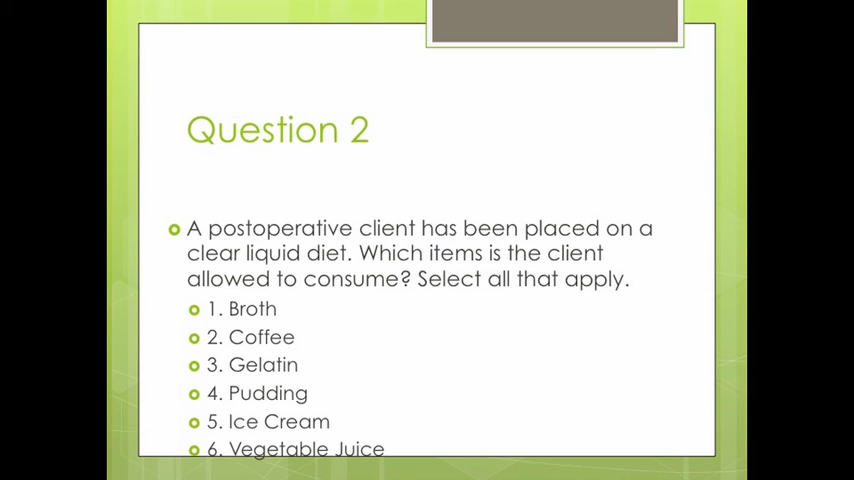 Question 2
A postoperative client has been placed on a
clear liquid diet. Which items is the client
allowed to consume? Select all that apply.
1. Broth
2. Coffee
3. Gelatin
4. Pudding
5. Ice Cream
6. Vegetable Juice